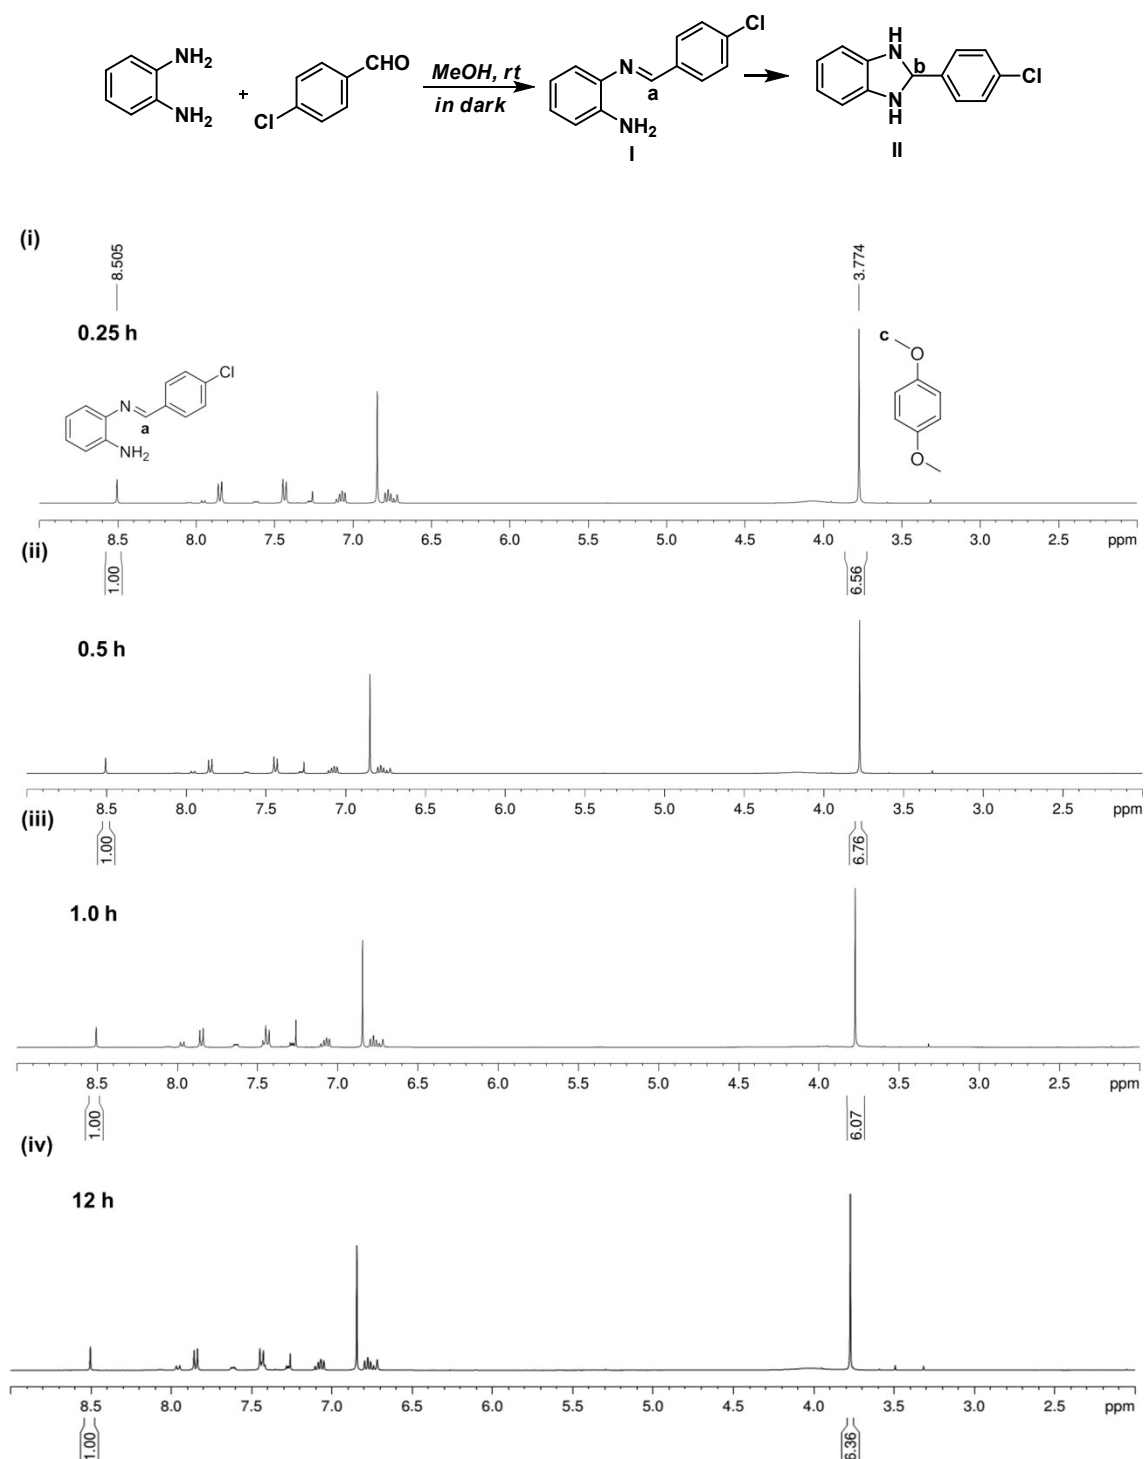 NH2
NH2
+
CHO
Cl
MeOH, rt
in dark
Cl
N
a
NH2
I
H
N
b
Cl
N
H
II
(i)
8.505
3.774
0.25 h
c
O
O
Cl
N
a
NH2
8.5 8.0 7.5 7.0 6.5 6.0 5.5 5.0 4.5 4.0 3.5 3.0 2.5 ppm
(ii)
1.00
6.56
0.5 h
8.5 8.0 7.5 7.0 6.5 6.0 5.5 5.0 4.5 4.0 3.5 3.0 2.5 ppm
(iii)
1.00
6.76
1.0 h
8.5 8.0 7.5 7.0 6.5 6.0 5.5 5.0 4.5 4.0 3.5 3.0 2.5 ppm
1.00
6.07
(iv)
12 h
8.5 8.0 7.5 7.0 6.5 6.0 5.5 5.0 4.5 4.0 3.5 3.0 2.5 ppm
1.00
6.36